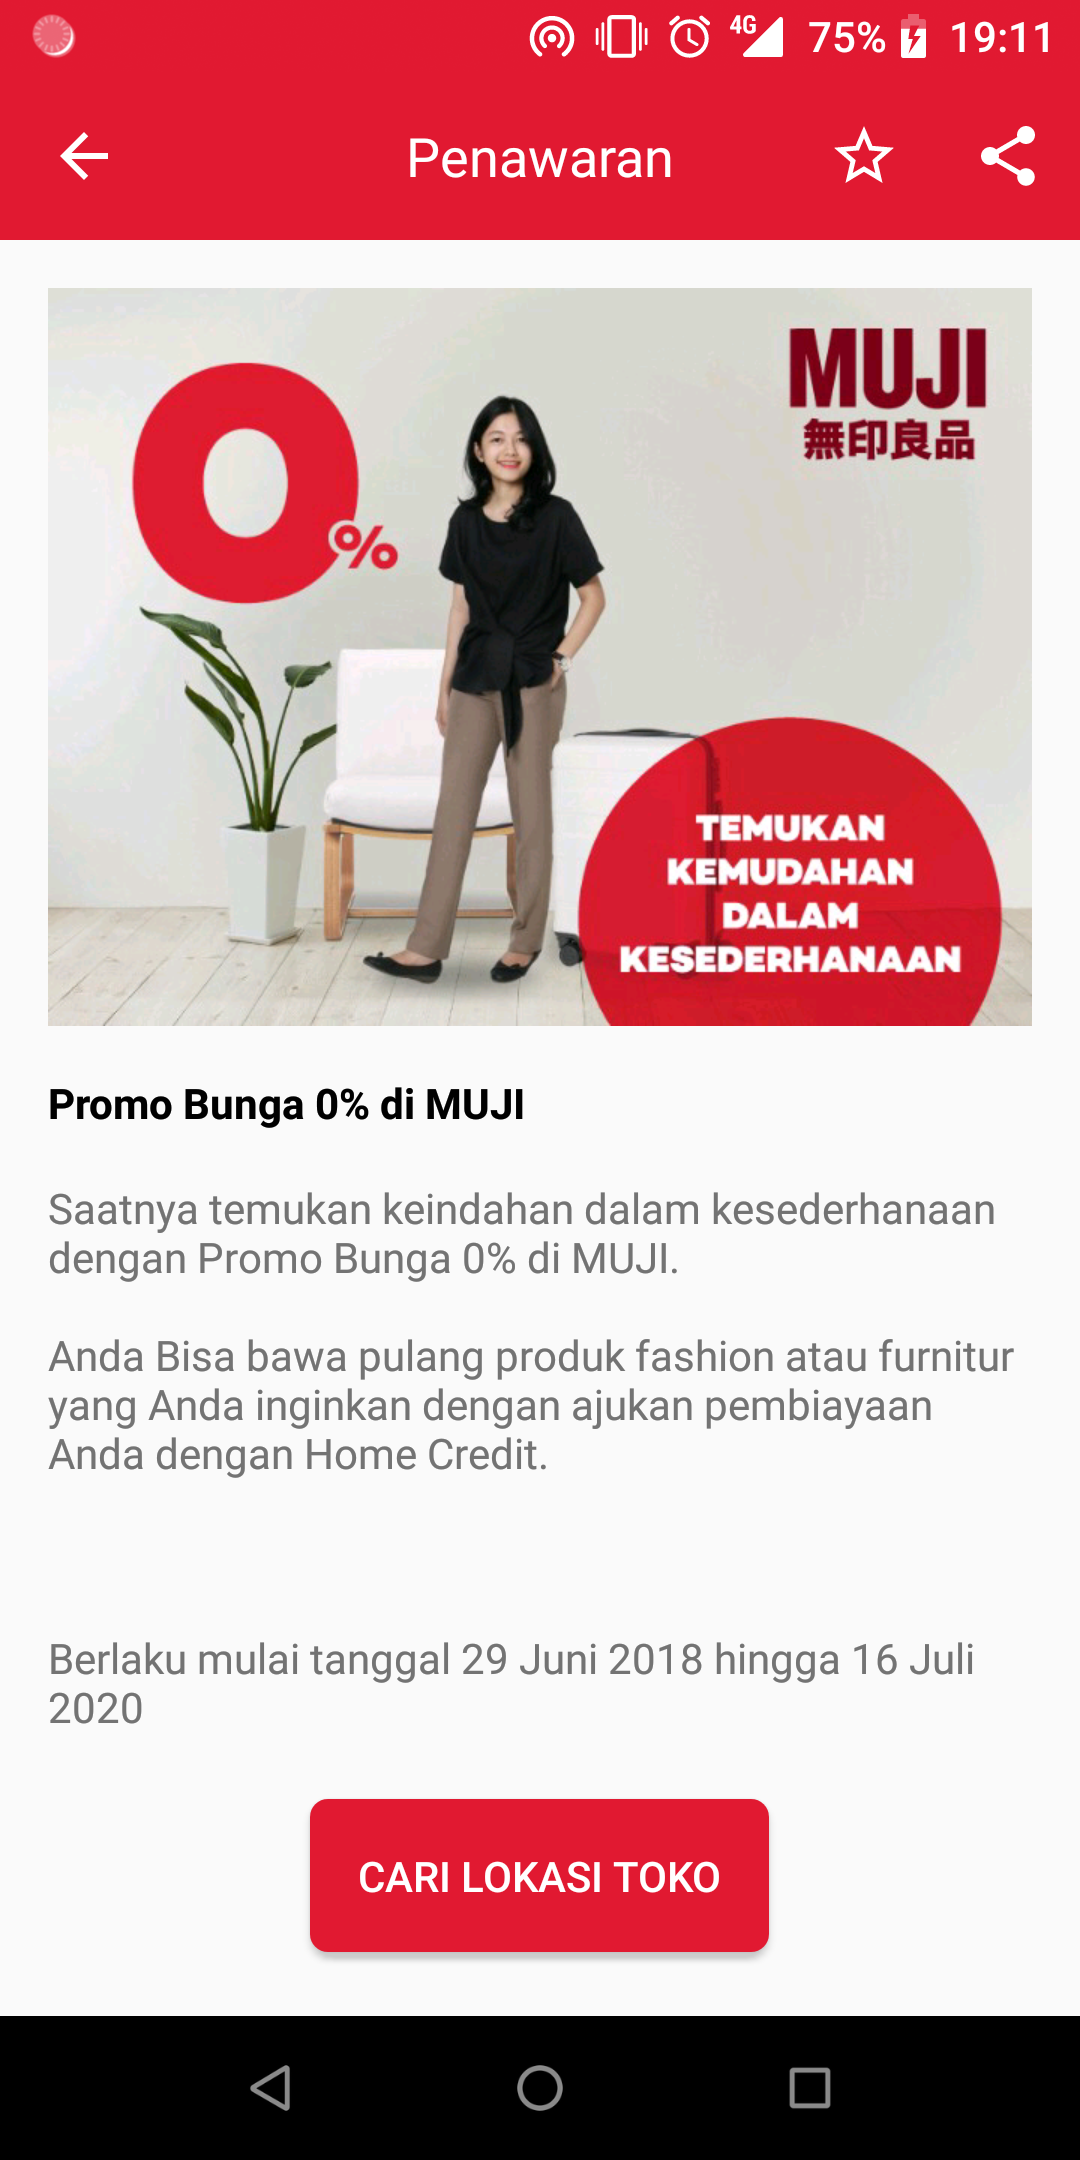 4G 75% 19:11
Penawaran
0%
MUJI
無印良品
TEMUKAN
KEMUDAHAN
DALAM
KESEDERHANAAN
Promo Bunga 0% di MUJI
Saatnya temukan keindahan dalam kesederhanaan
dengan Promo Bunga 0% di MUJI.
Anda Bisa bawa pulang produk fashion atau furnitur
yang Anda inginkan dengan ajukan pembiayaan
Anda dengan Home Credit.
Berlaku mulai tanggal 29 Juni 2018 hingga 16 Juli
2020
CARI LOKASI TOKO